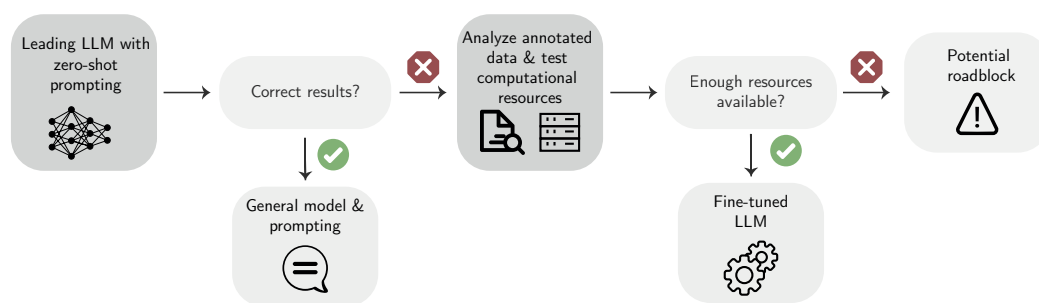 Leading LLM with
zero-shot
prompting
Correct results?
Analyze annotated
data & test
computational
resources
Enough resources
available?
Potential
roadblock
General model &
prompting
Fine-tuned
LLM